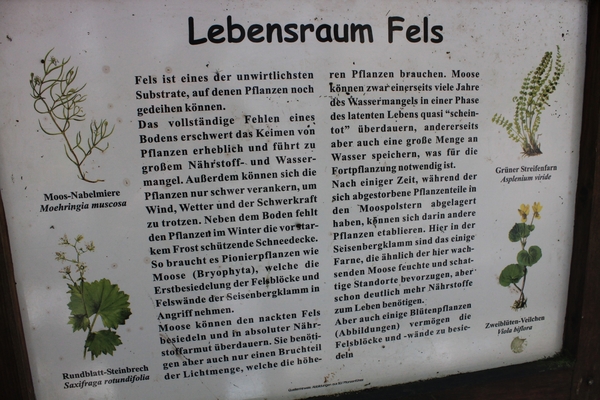 Lebensraum Fels
Fels ist eines der unwirtlichsten
Substrate, auf denen Pflanzen noch
gedeihen können.
Das vollständige Fehlen eines
Bodens erschwert das Keimen von
Pflanzen erheblich und führt zu
großem Nährstoff- und Wasser-
mangel. Außerdem können sich die
Pflanzen nur schwer verankern, um
Wind, Wetter und der Schwerkraft
zu trotzen. Neben dem Boden fehlt
den Pflanzen im Winter die vor star-
kem Frost schützende Schneedecke.
So braucht es Pionierpflanzen wie
Moose (Bryophyta), welche die
Erstbesiedelung der Felsblöcke und
Felswände der Seisenbergklamm in
Angriff nehmen.
Moose können den nackten Fels
besiedeln und in absoluter Nähr-
stoffarmut überdauern. Sie benöti-
gen aber auch nur einen Bruchteil
der Lichtmenge, welche die höhe-
ren Pflanzen brauchen. Moose
können zwar einerseits viele Jahre
des Wassermangels in einer Phase
des latenten Lebens quasi "schein-
tot" überdauern, andererseits
aber auch eine große Menge an
Wasser speichern, was für die
Fortpflanzung notwendig ist.
Nach einiger Zeit, während der
sich abgestorbene Pflanzenteile in
den Moospolstern abgelagert
haben, können sich darin andere
Pflanzen etablieren. Hier in der
Seisenbergklamm sind das einige
Farne, die ähnlich der hier wach-
senden Moose feuchte und schat-
tige Standorte bevorzugen, aber
schon deutlich mehr Nährstoffe
zum Leben benötigen.
Aber auch einige Blütenpflanzen
(Abbildungen) vermögen die
Felsblöcke und -wände zu besie-
deln
Moos-Nabelmiere
Moehringia muscosa
Rundblatt-Steinbrech
Saxifraga rotundifolia
Grüner Streifenfarn
Asplenium viride
Zweiblüten-Veilchen
Viola biflora